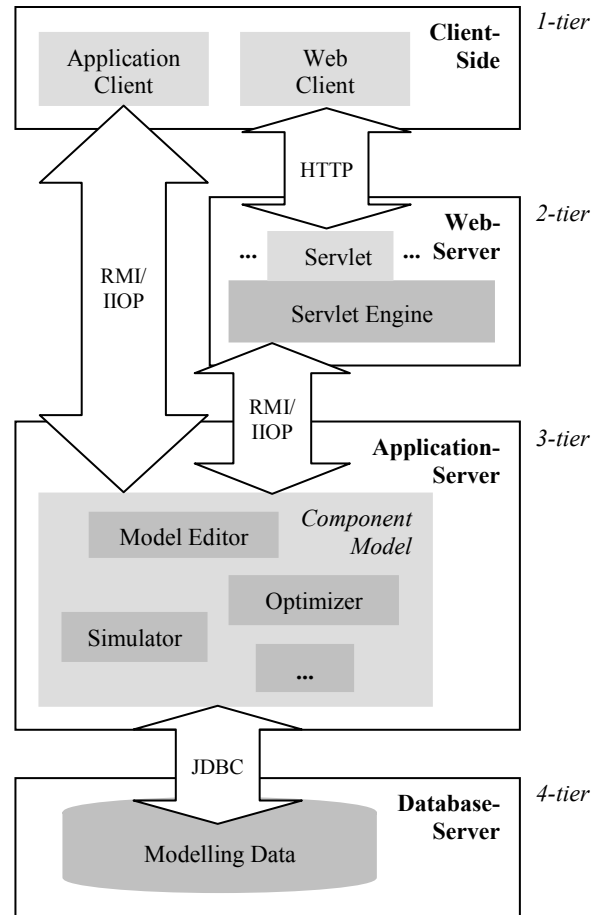 1-tier
Client-
Side
Application
Client
Web
Client
HTTP
2-tier
Web-
Server
... Servlet ...
Servlet Engine
RMI/
IIOP
RMI/
IIOP
3-tier
Application-
Server
Component
Model
Model Editor
Optimizer
Simulator
...
JDBC
4-tier
Database-
Server
Modelling Data